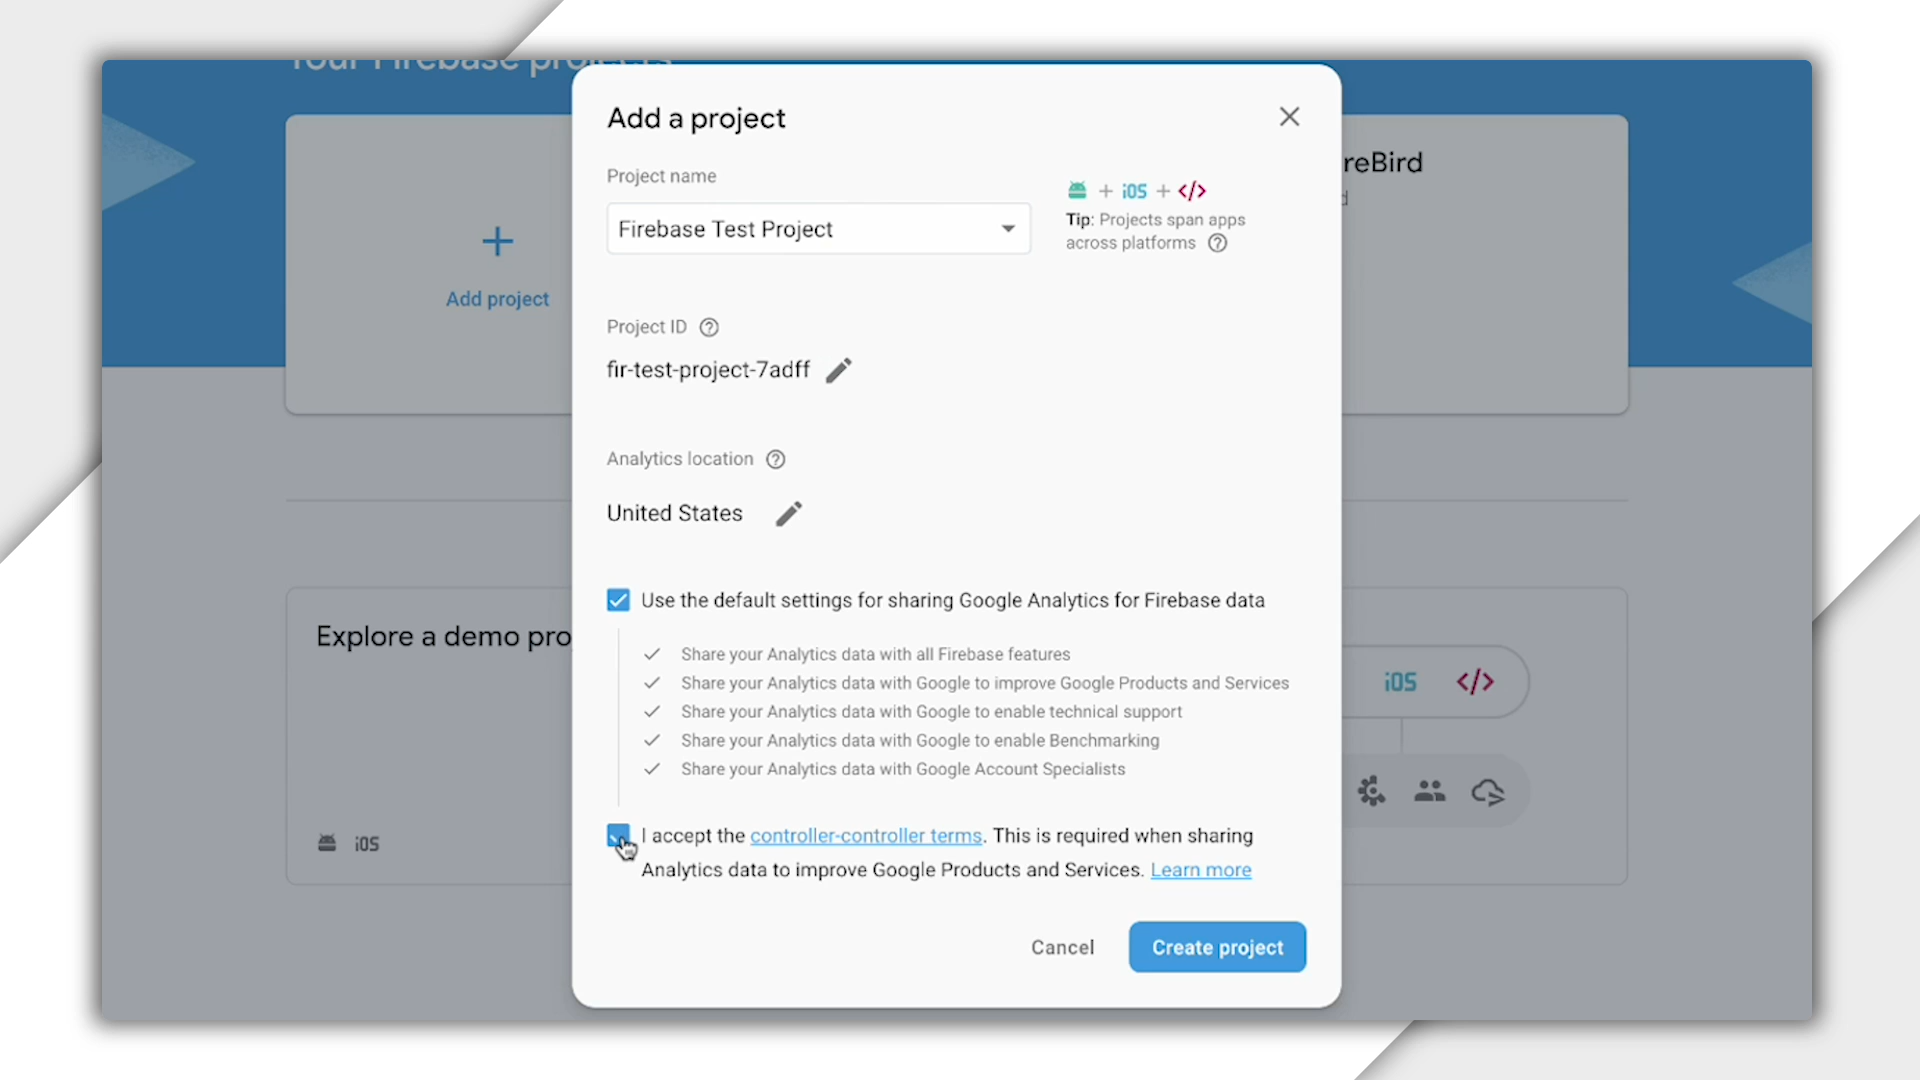 Your Firebase projects
Add a project
Project name
Firebase Test Project
+ iOS + </>
Tip: Projects span apps
across platforms ?
reBird
Add project
Project ID ?
fir-test-project-7adff
Analytics location ?
United States
Use the default settings for sharing Google Analytics for Firebase data
Share your Analytics data with all Firebase features
Share your Analytics data with Google to improve Google Products and Services
Share your Analytics data with Google to enable technical support
Share your Analytics data with Google to enable Benchmarking
Share your Analytics data with Google Account Specialists
Explore a demo pro
iOS </>
iOS
I accept the controller-controller terms. This is required when sharing
Analytics data to improve Google Products and Services. Learn more
Cancel
Create project